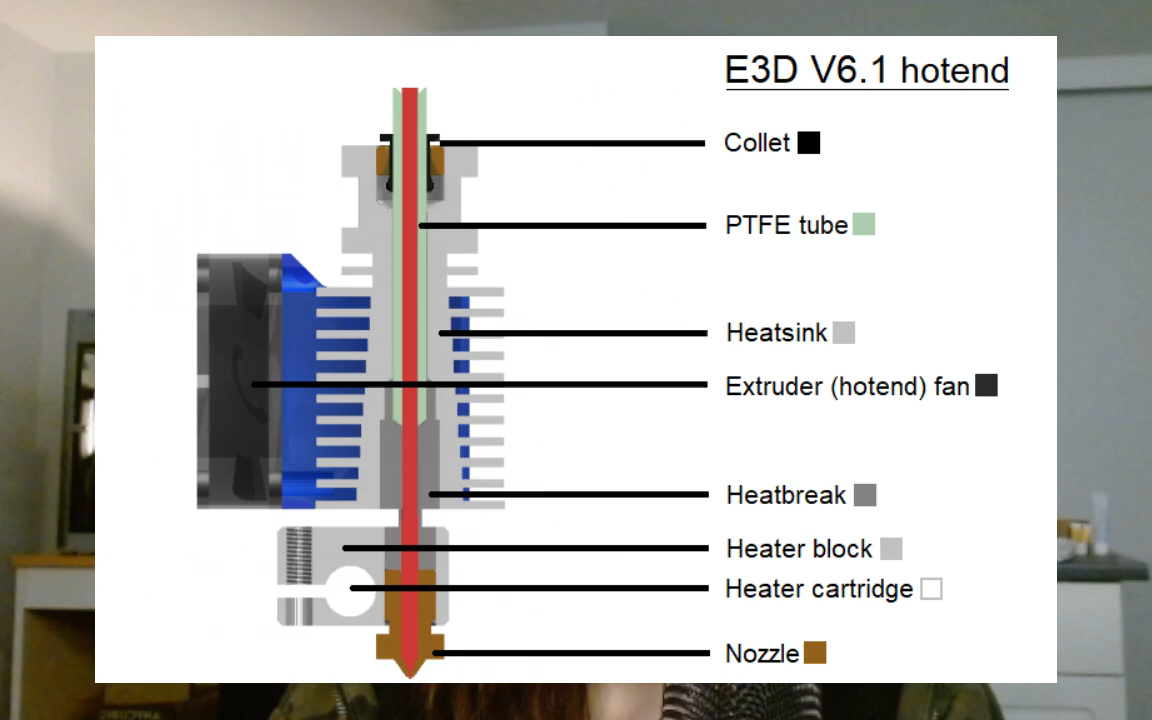 E3D V6.1 hotend
Collet
PTFE tube
Heatsink
Extruder (hotend) fan
Heatbreak
Heater block
Heater cartridge
Nozzle